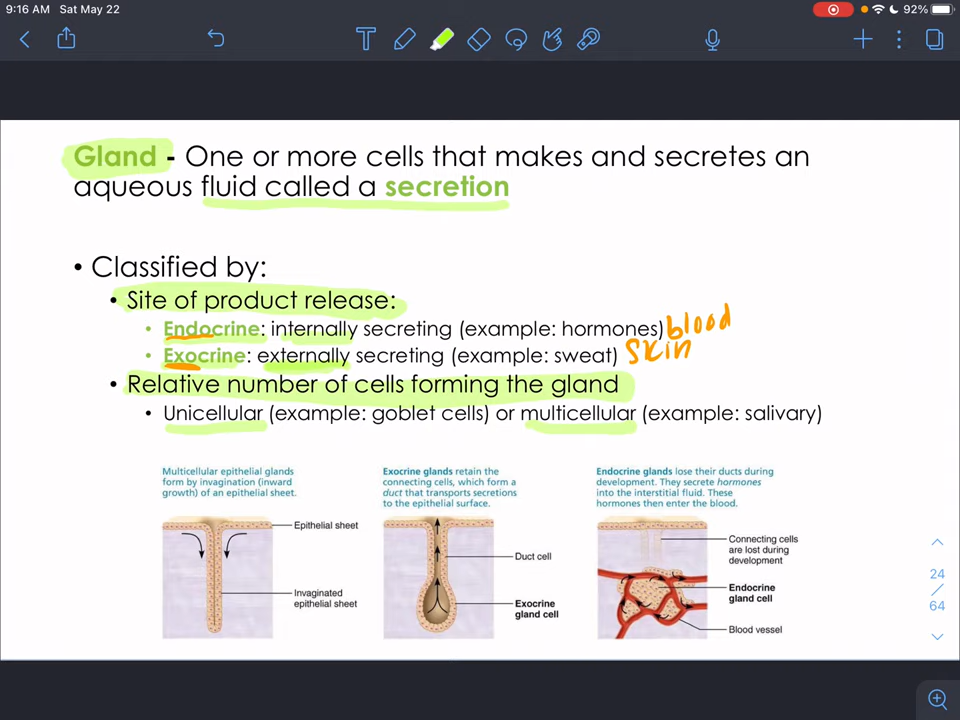 9:16 AM Sat May 22
92%
Gland - One or more cells that makes and secretes an
aqueous fluid called a secretion
• Classified by:
• Site of product release:
• Endocrine: internally secreting (example: hormones) blood
• Exocrine: externally secreting (example: sweat) skin
• Relative number of cells forming the gland
• Unicellular (example: goblet cells) or multicellular (example: salivary)
Multicellular epithelial glands
form by invagination (inward
growth) of an epithelial sheet.
Epithelial sheet
Invaginated
epithelial sheet
Exocrine glands retain the
connecting cells, which form a
duct that transports secretions
to the epithelial surface.
Duct cell
Exocrine
gland cell
Endocrine glands lose their ducts during
development. They secrete hormones
into the interstitial fluid. These
hormones then enter the blood.
Connecting cells
are lost during
development
Endocrine
gland cell
Blood vessel
24
/
64